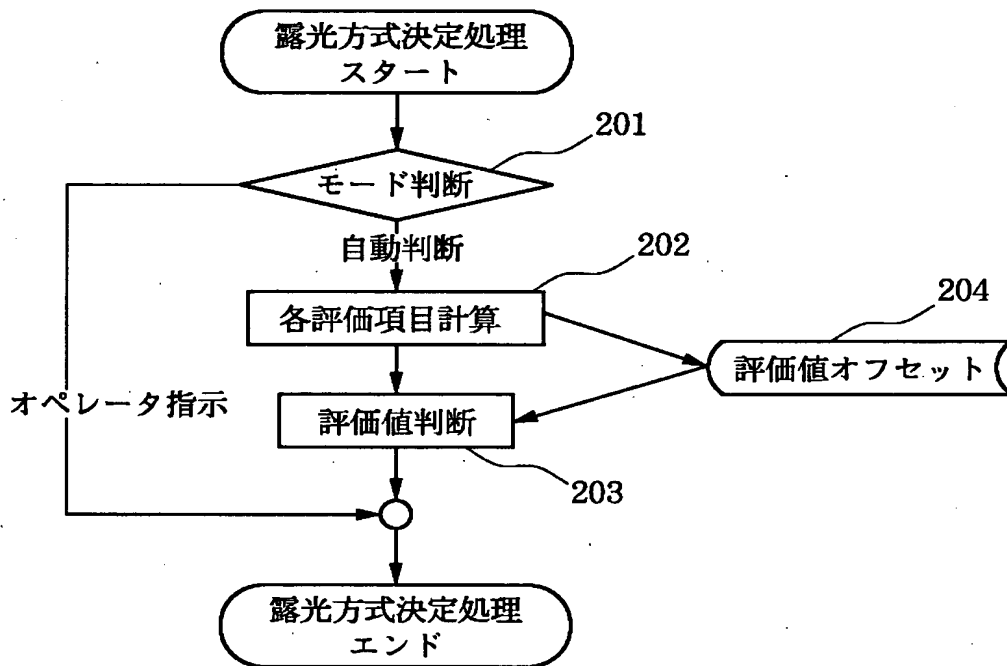 露光方式決定処理
スタート
201
モード判断
自動判断
202
各評価項目計算
204
評価値オフセット
オペレータ指示
評価値判断
203
露光方式決定処理
エンド